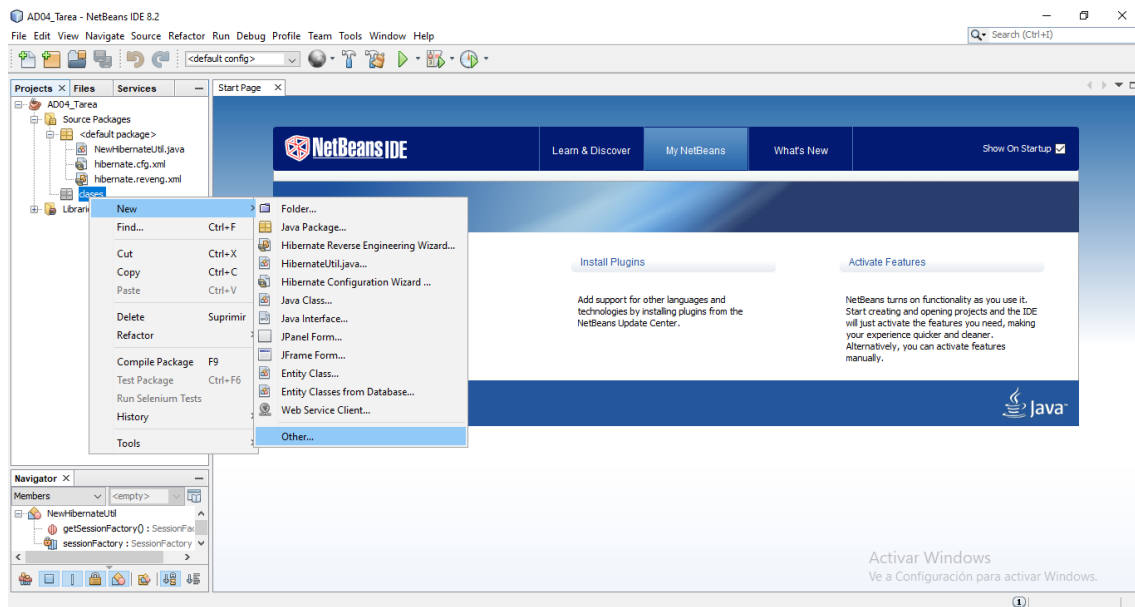 AD04_Tarea - NetBeans IDE 8.2
File Edit View Navigate Source Refactor Run Debug Profile Team Tools Window Help
Search (Ctrl+I)
<default config>
Projects Files Services
Start Page
AD04_Tarea
Source Packages
<default package>
NewHibernateUtil.java
hibernate.cfg.xml
hibernate.reveng.xml
clases
Librari
New
Find... Ctrl+F
Cut Ctrl+X
Copy Ctrl+C
Paste Ctrl+V
Delete Suprimir
Refactor
Compile Package F9
Test Package Ctrl+F6
Run Selenium Tests
History
Tools
Folder...
Java Package...
Hibernate Reverse Engineering Wizard...
HibernateUtil.java...
Hibernate Configuration Wizard ...
Java Class...
Java Interface...
JPanel Form...
JFrame Form...
Entity Class...
Entity Classes from Database...
Web Service Client...
Other...
NetBeans IDE
Learn & Discover
My NetBeans
What's New
Show On Startup
Install Plugins
Add support for other languages and
technologies by installing plugins from the
NetBeans Update Center.
Activate Features
NetBeans turns on functionality as you use it.
Start creating and opening projects and the IDE
will just activate the features you need, making
your experience quicker and cleaner.
Alternatively, you can activate features
manually.
Java™
Navigator
Members <empty>
NewHibernateUtil
getSessionFactory() : SessionFac
sessionFactory : SessionFactory
Activar Windows
Ve a Configuración para activar Windows.
1